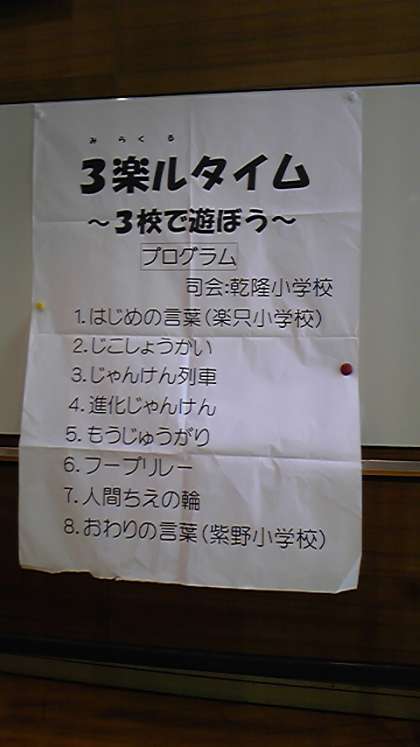 みらくる
3楽ルタイム
～3校で遊ぼう～
プログラム
司会:乾隆小学校
1.はじめの言葉(楽只小学校)
2.じこしょうかい
3.じゃんけん列車
4.進化じゃんけん
5.もうじゅうがり
6.フープリレー
7.人間ちえの輪
8.おわりの言葉(紫野小学校)